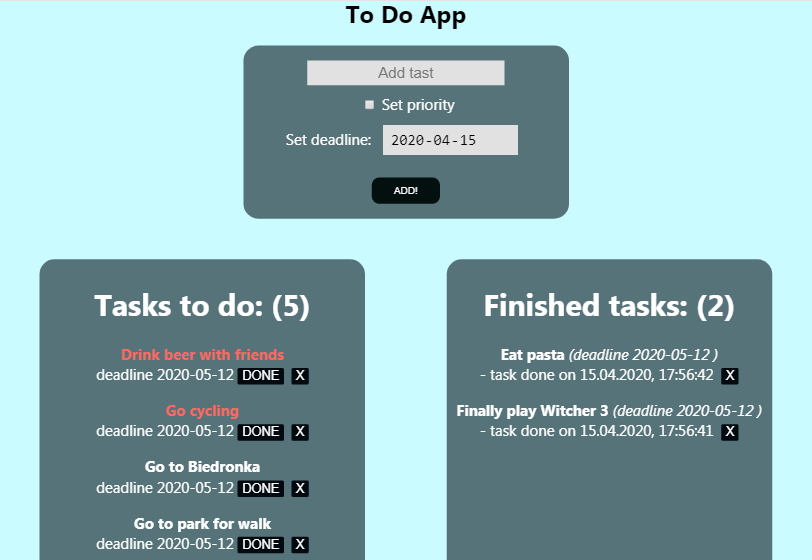 To Do App
Add tast
Set priority
Set deadline: 2020-04-15
ADD!
Tasks to do: (5)
Drink beer with friends
deadline 2020-05-12 DONE X
Go cycling
deadline 2020-05-12 DONE X
Go to Biedronka
deadline 2020-05-12 DONE X
Go to park for walk
deadline 2020-05-12 DONE X
Finished tasks: (2)
Eat pasta (deadline 2020-05-12 )
- task done on 15.04.2020, 17:56:42 X
Finally play Witcher 3 (deadline 2020-05-12 )
- task done on 15.04.2020, 17:56:41 X